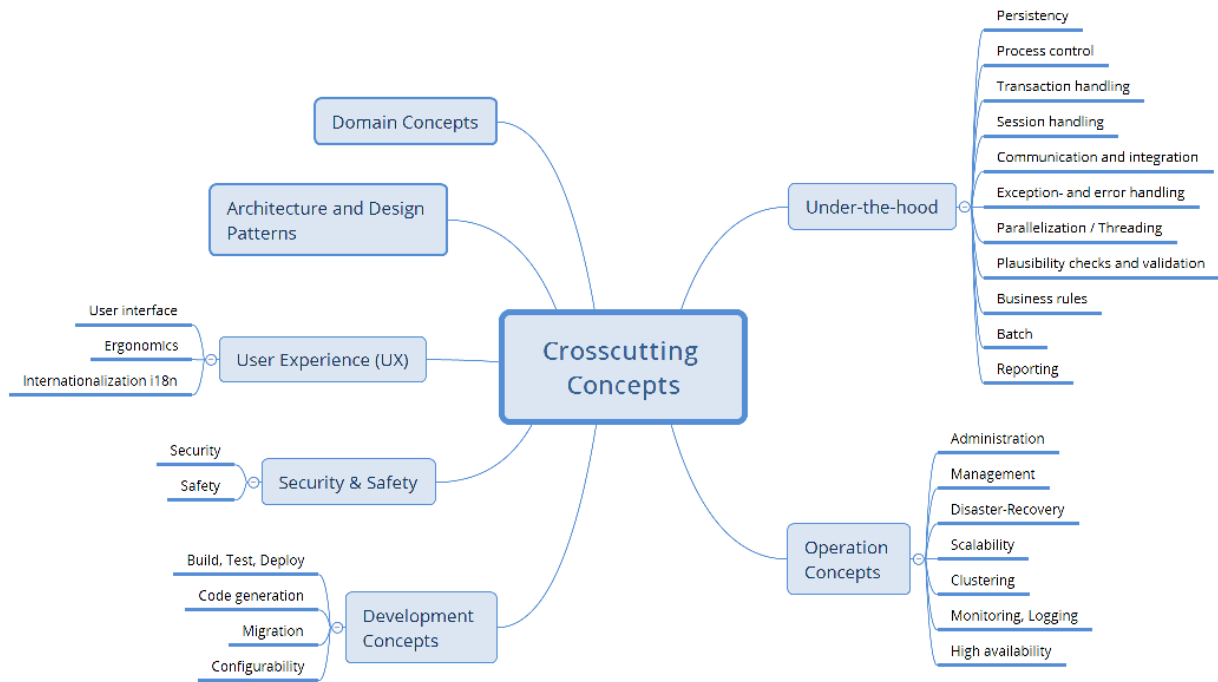 Domain Concepts
Architecture and Design
Patterns
User interface
Ergonomics
Internationalization i18n
User Experience (UX)
Security
Safety
Security & Safety
Build, Test, Deploy
Code generation
Migration
Configurability
Development
Concepts
Crosscutting
Concepts
Under-the-hood
Persistency
Process control
Transaction handling
Session handling
Communication and integration
Exception- and error handling
Parallelization / Threading
Plausibility checks and validation
Business rules
Batch
Reporting
Operation
Concepts
Administration
Management
Disaster-Recovery
Scalability
Clustering
Monitoring, Logging
High availability